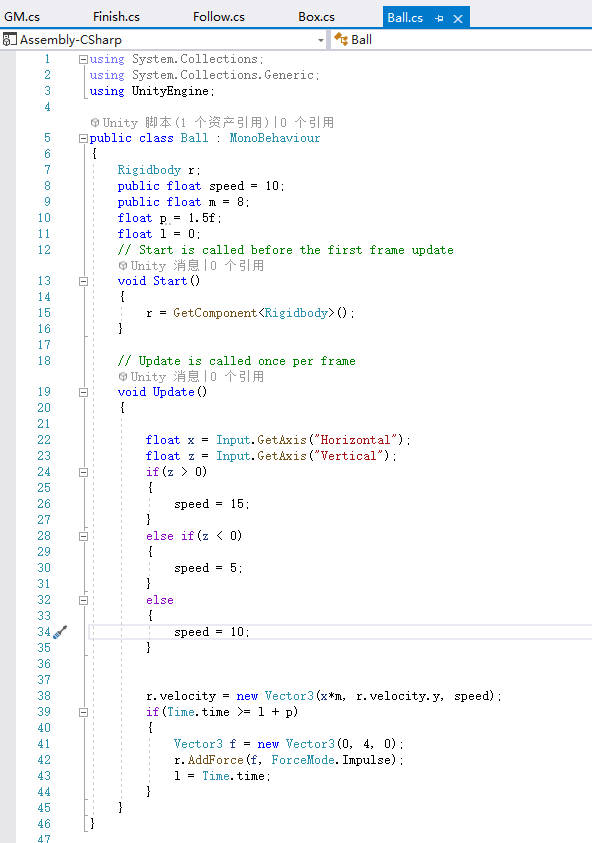 GM.cs Finish.cs Follow.cs Box.cs Ball.cs
Assembly-CSharp Ball
1 using System.Collections;
2 using System.Collections.Generic;
3 using UnityEngine;
4
Unity 脚本(1 个资产引用)|0 个引用
5 public class Ball : MonoBehaviour
6 {
7 Rigidbody r;
8 public float speed = 10;
9 public float m = 8;
10 float p = 1.5f;
11 float l = 0;
12 // Start is called before the first frame update
Unity 消息|0 个引用
13 void Start()
14 {
15 r = GetComponent<Rigidbody>();
16 }
17
18 // Update is called once per frame
Unity 消息|0 个引用
19 void Update()
20 {
21
22 float x = Input.GetAxis("Horizontal");
23 float z = Input.GetAxis("Vertical");
24 if(z > 0)
25 {
26 speed = 15;
27 }
28 else if(z < 0)
29 {
30 speed = 5;
31 }
32 else
33 {
34 speed = 10;
35 }
36
37
38 r.velocity = new Vector3(x*m, r.velocity.y, speed);
39 if(Time.time >= l + p)
40 {
41 Vector3 f = new Vector3(0, 4, 0);
42 r.AddForce(f, ForceMode.Impulse);
43 l = Time.time;
44 }
45 }
46 }
47